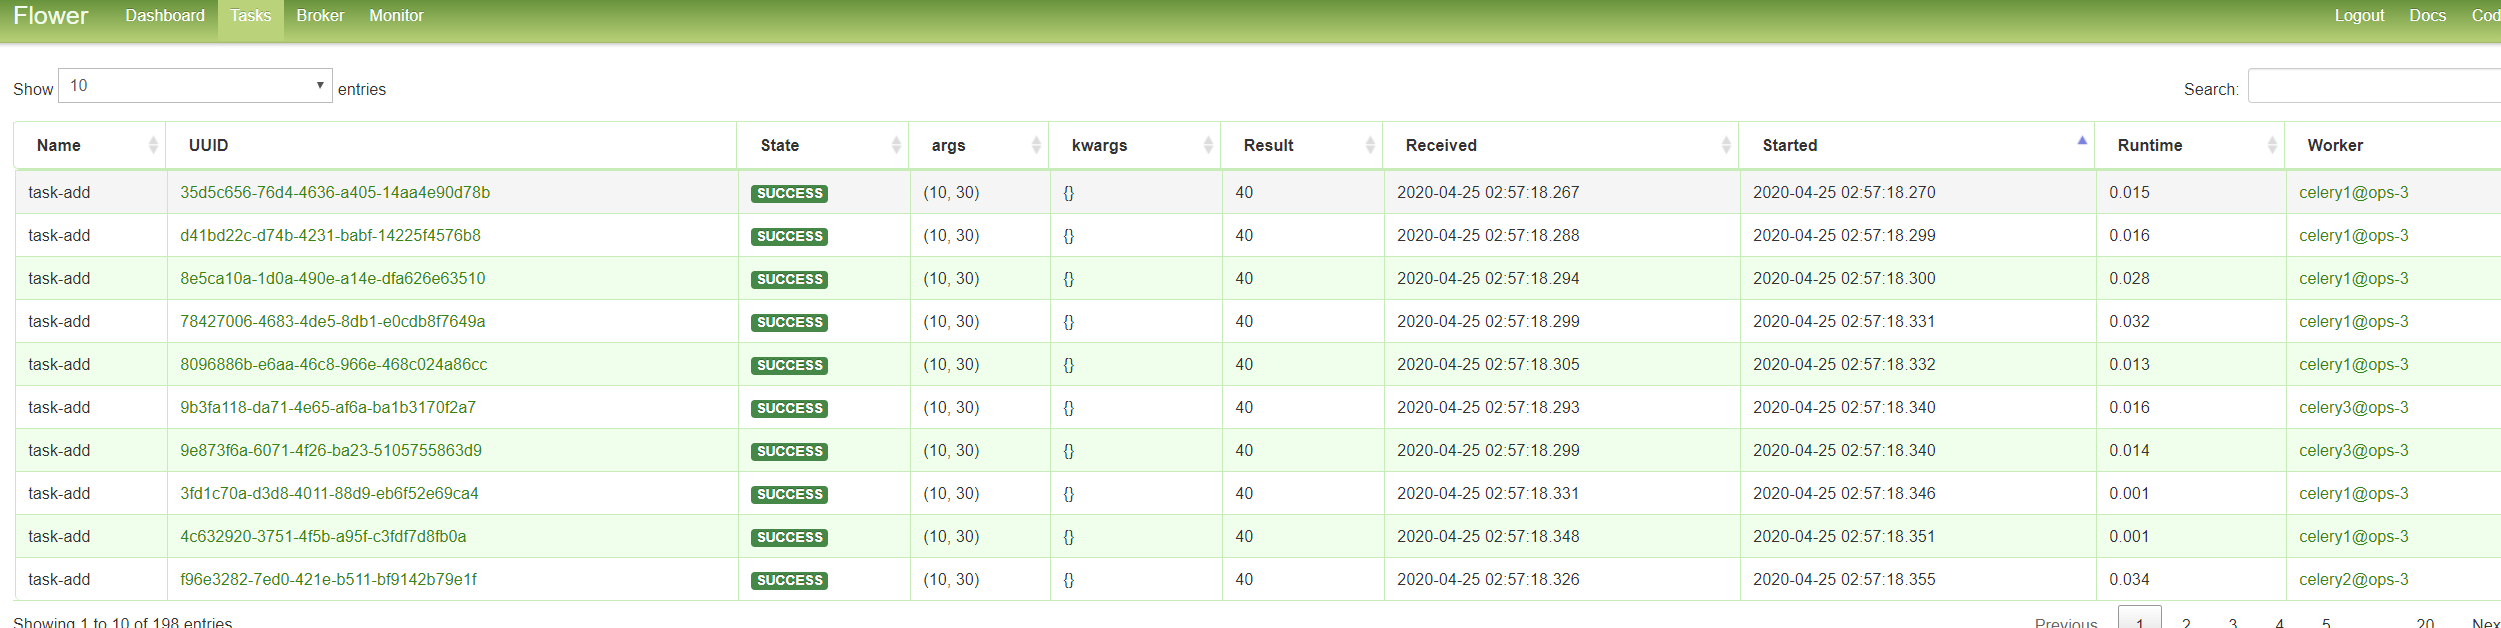 Flower Dashboard Tasks Broker Monitor Logout Docs
Show 10 entries Search:
Name UUID State args kwargs Result Received Started Runtime Worker
task-add 35d5c656-76d4-4636-a405-14aa4e90d78b SUCCESS (10, 30) {} 40 2020-04-25 02:57:18.267 2020-04-25 02:57:18.270 0.015 celery1@ops-3
task-add d41bd22c-d74b-4231-babf-14225f4576b8 SUCCESS (10, 30) {} 40 2020-04-25 02:57:18.288 2020-04-25 02:57:18.299 0.016 celery1@ops-3
task-add 8e5ca10a-1d0a-490e-a14e-dfa626e63510 SUCCESS (10, 30) {} 40 2020-04-25 02:57:18.294 2020-04-25 02:57:18.300 0.028 celery1@ops-3
task-add 78427006-4683-4de5-8db1-e0cdb8f7649a SUCCESS (10, 30) {} 40 2020-04-25 02:57:18.299 2020-04-25 02:57:18.331 0.032 celery1@ops-3
task-add 8096886b-e6aa-46c8-966e-468c024a86cc SUCCESS (10, 30) {} 40 2020-04-25 02:57:18.305 2020-04-25 02:57:18.332 0.013 celery1@ops-3
task-add 9b3fa118-da71-4e65-af6a-ba1b3170f2a7 SUCCESS (10, 30) {} 40 2020-04-25 02:57:18.293 2020-04-25 02:57:18.340 0.016 celery3@ops-3
task-add 9e873f6a-6071-4f26-ba23-5105755863d9 SUCCESS (10, 30) {} 40 2020-04-25 02:57:18.299 2020-04-25 02:57:18.340 0.014 celery3@ops-3
task-add 3fd1c70a-d3d8-4011-88d9-eb6f52e69ca4 SUCCESS (10, 30) {} 40 2020-04-25 02:57:18.331 2020-04-25 02:57:18.346 0.001 celery1@ops-3
task-add 4c632920-3751-4f5b-a95f-c3fdf7d8fb0a SUCCESS (10, 30) {} 40 2020-04-25 02:57:18.348 2020-04-25 02:57:18.351 0.001 celery1@ops-3
task-add f96e3282-7ed0-421e-b511-bf9142b79e1f SUCCESS (10, 30) {} 40 2020-04-25 02:57:18.326 2020-04-25 02:57:18.355 0.034 celery2@ops-3
Showing 1 to 10 of 198 entries Previous 1 2 3 4 5 20